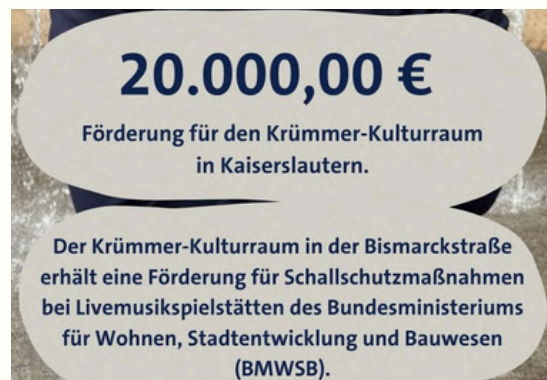 20.000,00 €
Förderung für den Krümmer-Kulturraum
in Kaiserslautern.
Der Krümmer-Kulturraum in der Bismarckstraße
erhält eine Förderung für Schallschutzmaßnahmen
bei Livemusikspielstätten des Bundesministeriums
für Wohnen, Stadtentwicklung und Bauwesen
(BMWSB).